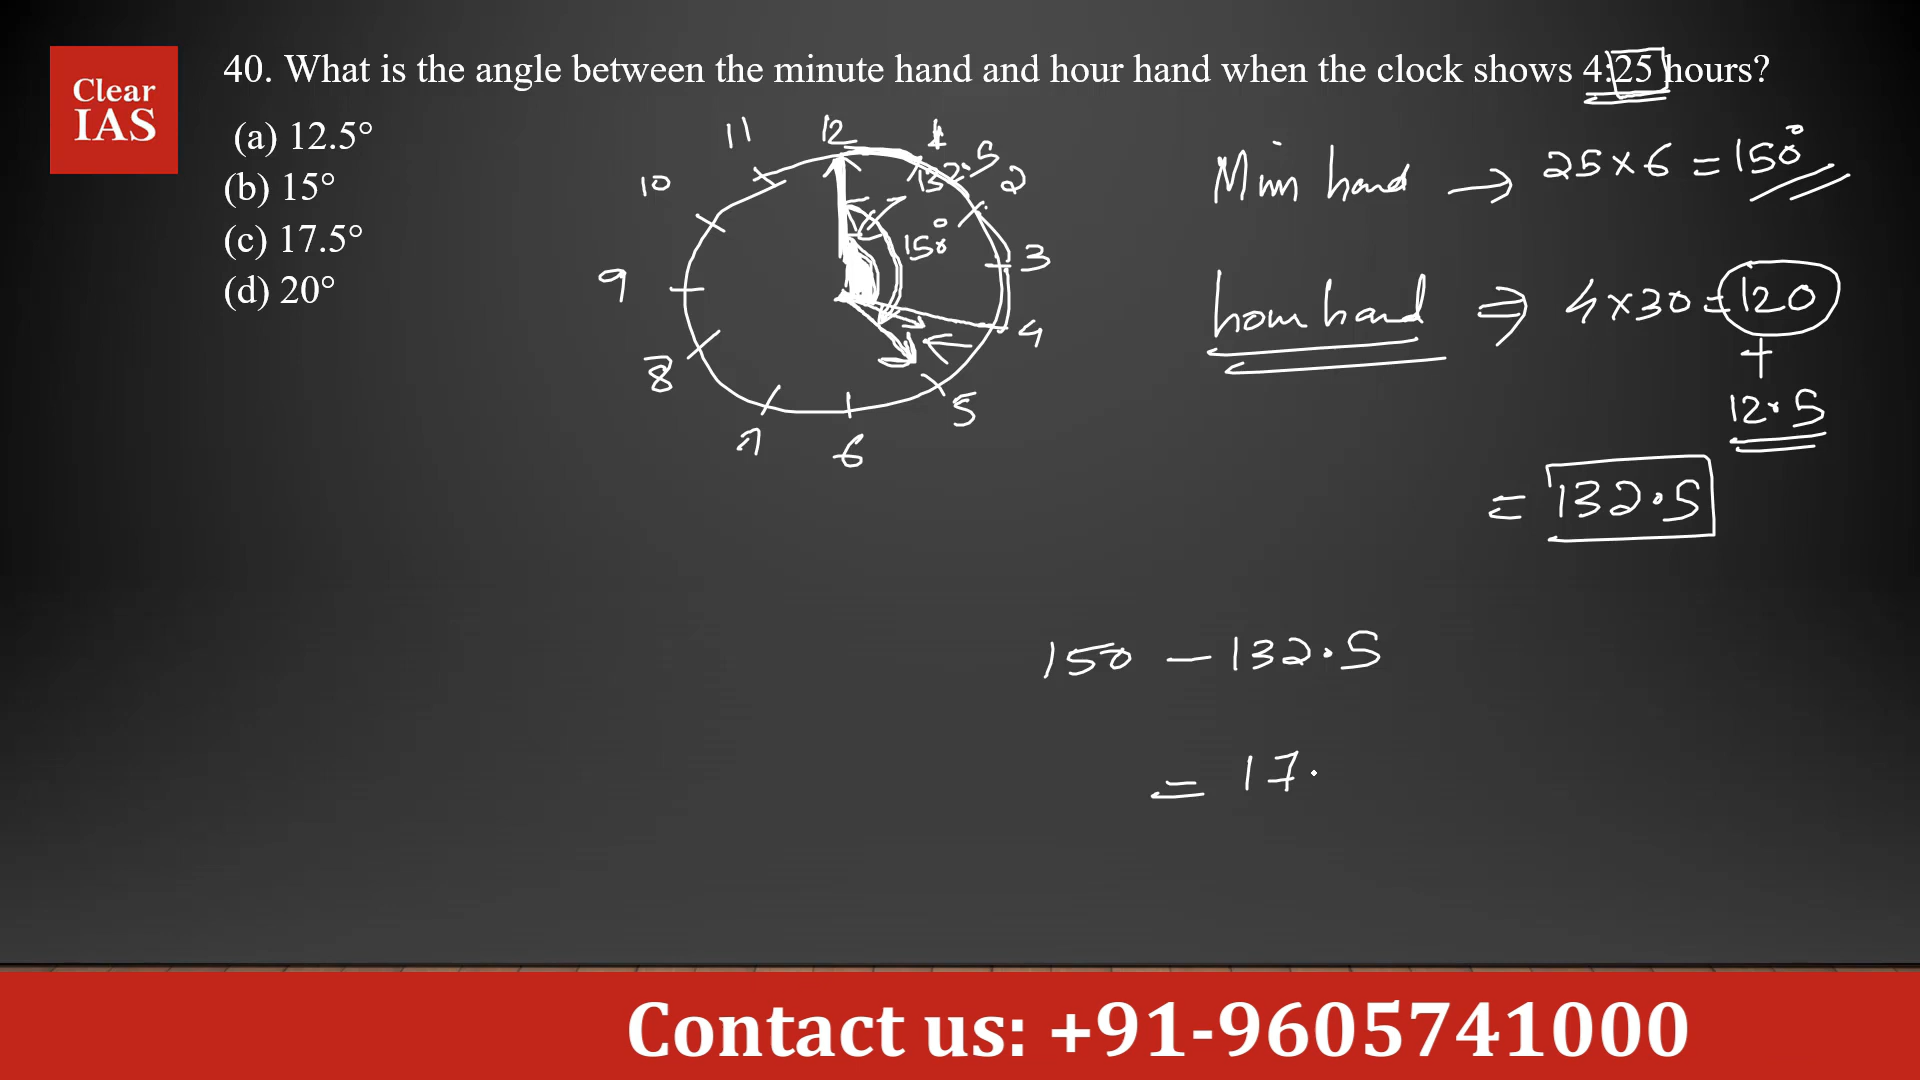 Clear
IAS
40. What is the angle between the minute hand and hour hand when the clock shows 4:25 hours?
(a) 12.5°
(b) 15°
(c) 17.5°
(d) 20°
11 12 1
10 132.5 2
150°
9 3
8 4
7 6 5
Min hand → 25 × 6 = 150°
hour hand ⇒ 4 × 30 = 120
+
12.5
= 132.5
150 − 132.5
= 17.
Contact us: +91-9605741000